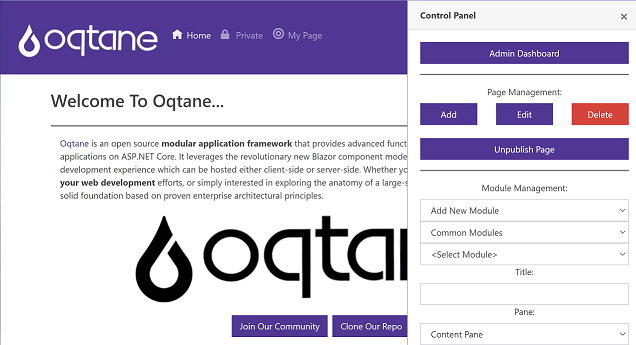 oqtane
Home
Private
My Page
Welcome To Oqtane...
Oqtane is an open source modular application framework that provides advanced funct
applications on ASP.NET Core. It leverages the revolutionary new Blazor component mode
development experience which can be hosted either client-side or server-side. Whether yo
your web development efforts, or simply interested in exploring the anatomy of a large-s
solid foundation based on proven enterprise architectural principles.
oqta
Join Our Community
Clone Our Repo
Control Panel
×
Admin Dashboard
Page Management:
Add
Edit
Delete
Unpublish Page
Module Management:
Add New Module
Common Modules
<Select Module>
Title:
Pane:
Content Pane